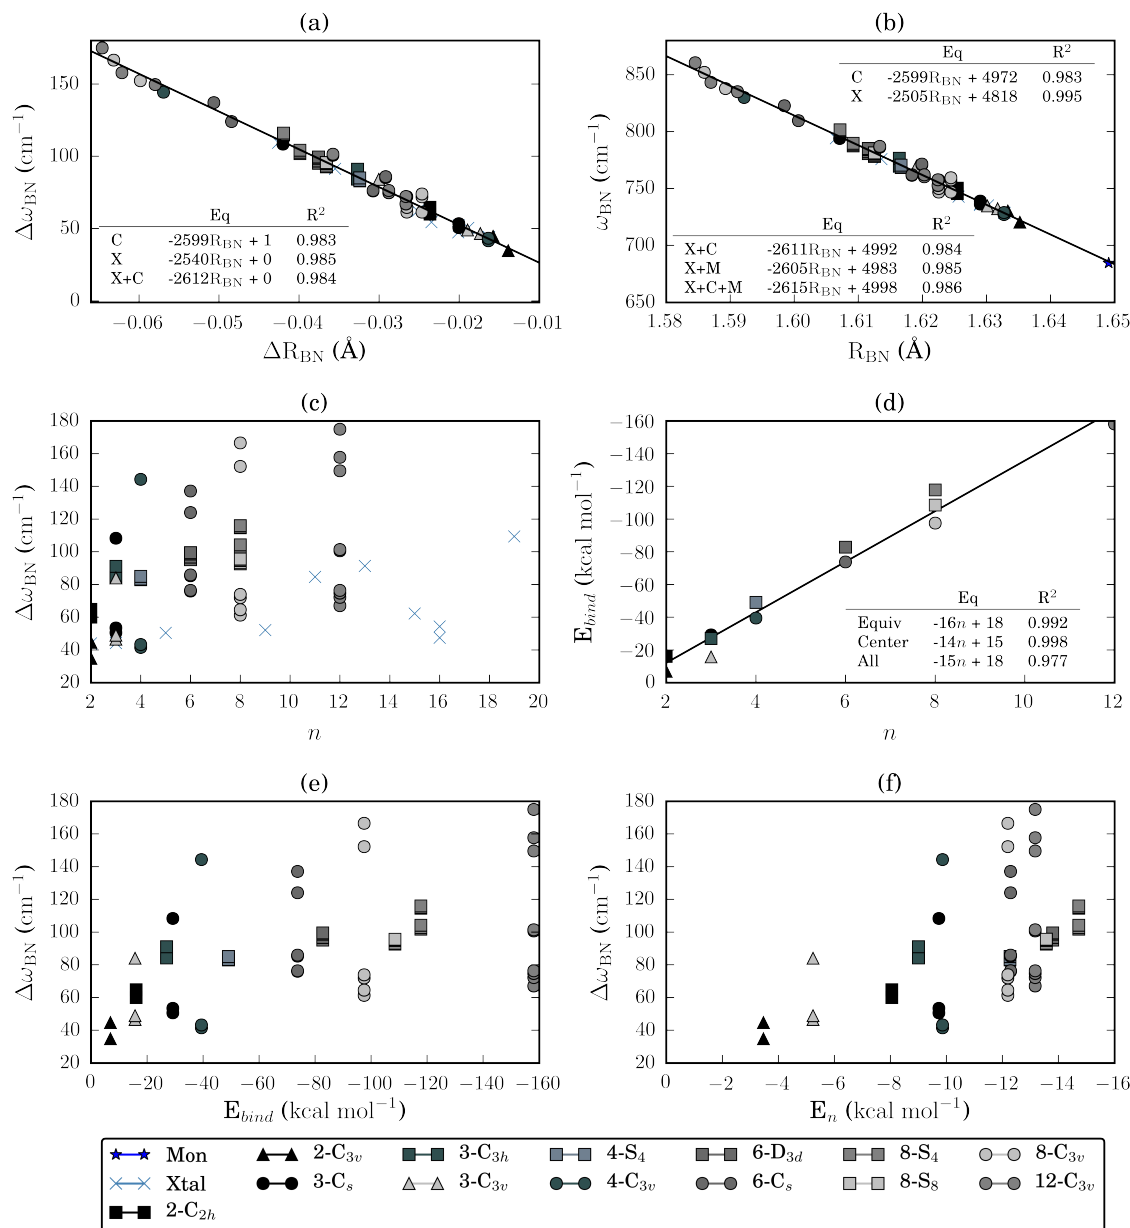 (a)
Δω_BN (cm⁻¹)
150
100
50
0
Eq R²
C -2599R_BN + 1 0.983
X -2540R_BN + 0 0.985
X+C -2612R_BN + 0 0.984
−0.06 −0.05 −0.04 −0.03 −0.02 −0.01
ΔR_BN (Å)
(b)
ω_BN (cm⁻¹)
850
800
750
700
650
Eq R²
C -2599R_BN + 4972 0.983
X -2505R_BN + 4818 0.995
Eq R²
X+C -2611R_BN + 4992 0.984
X+M -2605R_BN + 4983 0.985
X+C+M -2615R_BN + 4998 0.986
1.58 1.59 1.60 1.61 1.62 1.63 1.64 1.65
R_BN (Å)
(c)
Δω_BN (cm⁻¹)
180
160
140
120
100
80
60
40
20
2 4 6 8 10 12 14 16 18 20
n
(d)
E_bind (kcal mol⁻¹)
−160
−140
−120
−100
−80
−60
−40
−20
0
Eq R²
Equiv -16n + 18 0.992
Center -14n + 15 0.998
All -15n + 18 0.977
2 4 6 8 10 12
n
(e)
Δω_BN (cm⁻¹)
180
160
140
120
100
80
60
40
20
0 −20 −40 −60 −80 −100 −120 −140 −160
E_bind (kcal mol⁻¹)
(f)
Δω_BN (cm⁻¹)
180
160
140
120
100
80
60
40
20
0 −2 −4 −6 −8 −10 −12 −14 −16
E_n (kcal mol⁻¹)
Mon 2-C₃ᵥ 3-C₃ₕ 4-S₄ 6-D_3d 8-S₄ 8-C₃ᵥ
Xtal 3-Cₛ 3-C₃ᵥ 4-C₃ᵥ 6-Cₛ 8-S₈ 12-C₃ᵥ
2-C₂ₕ